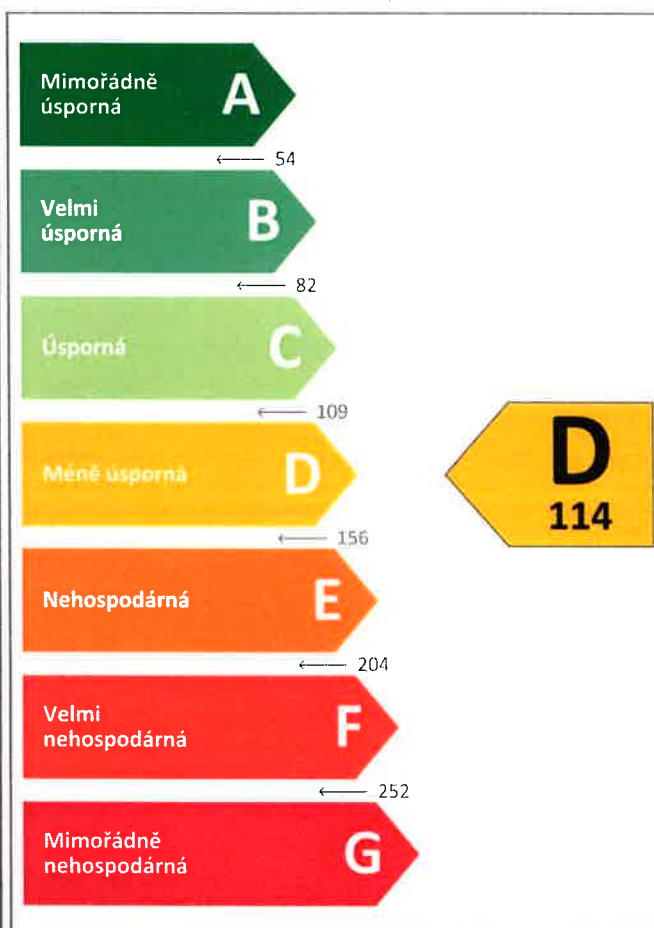 Mimořádně
úsporná
A
← 54
Velmi
úsporná
B
← 82
Úsporná
C
← 109
Méně úsporná
D
← 156
D
114
Nehospodárná
E
← 204
Velmi
nehospodárná
F
← 252
Mimořádně
nehospodárná
G